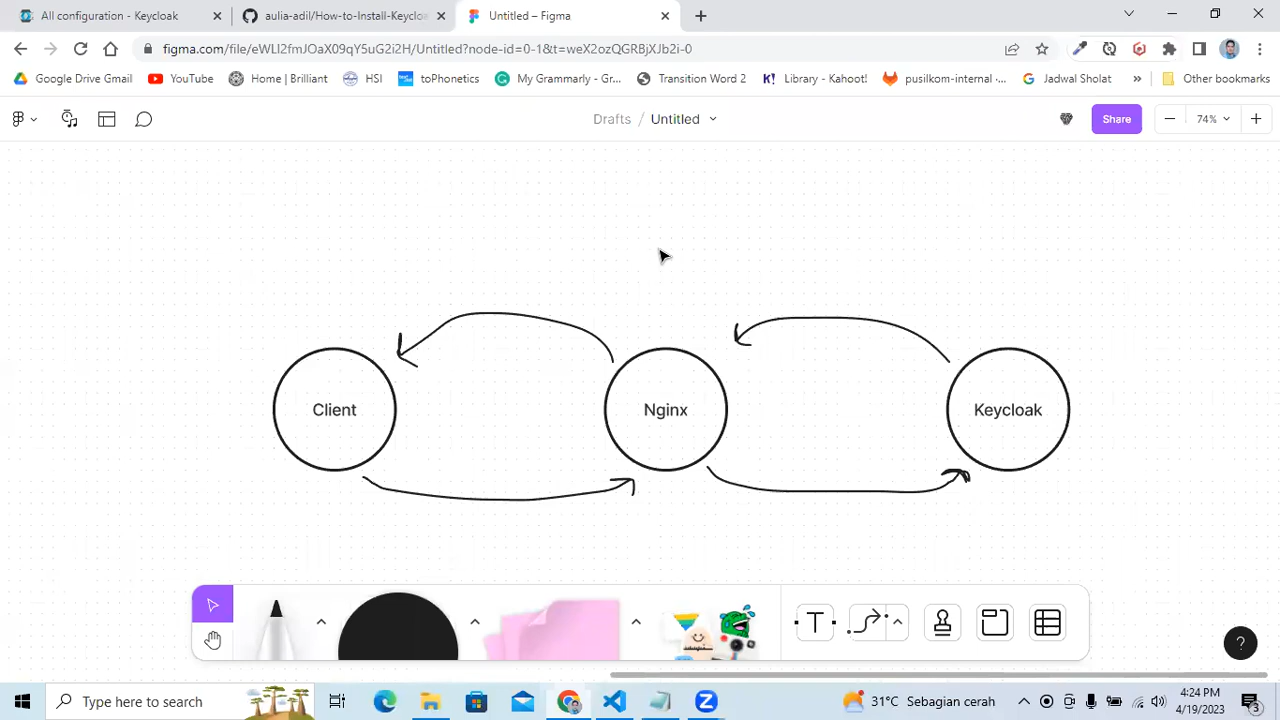 All configuration - Keycloak
aulia-adil/How-to-Install-Keyclo
Untitled – Figma
figma.com/file/eWLl2fmJOaX09qY5uG2i2H/Untitled?node-id=0-1&t=weX2ozQGRBjXJb2i-0
Google Drive Gmail
YouTube
Home | Brilliant
HSI
toPhonetics
My Grammarly - Gr...
Transition Word 2
Library - Kahoot!
pusilkom-internal ·...
Jadwal Sholat
»
Other bookmarks
Drafts / Untitled
Share
74%
Client
Nginx
Keycloak
T
?
Type here to search
31°C Sebagian cerah
4:24 PM
4/19/2023
3